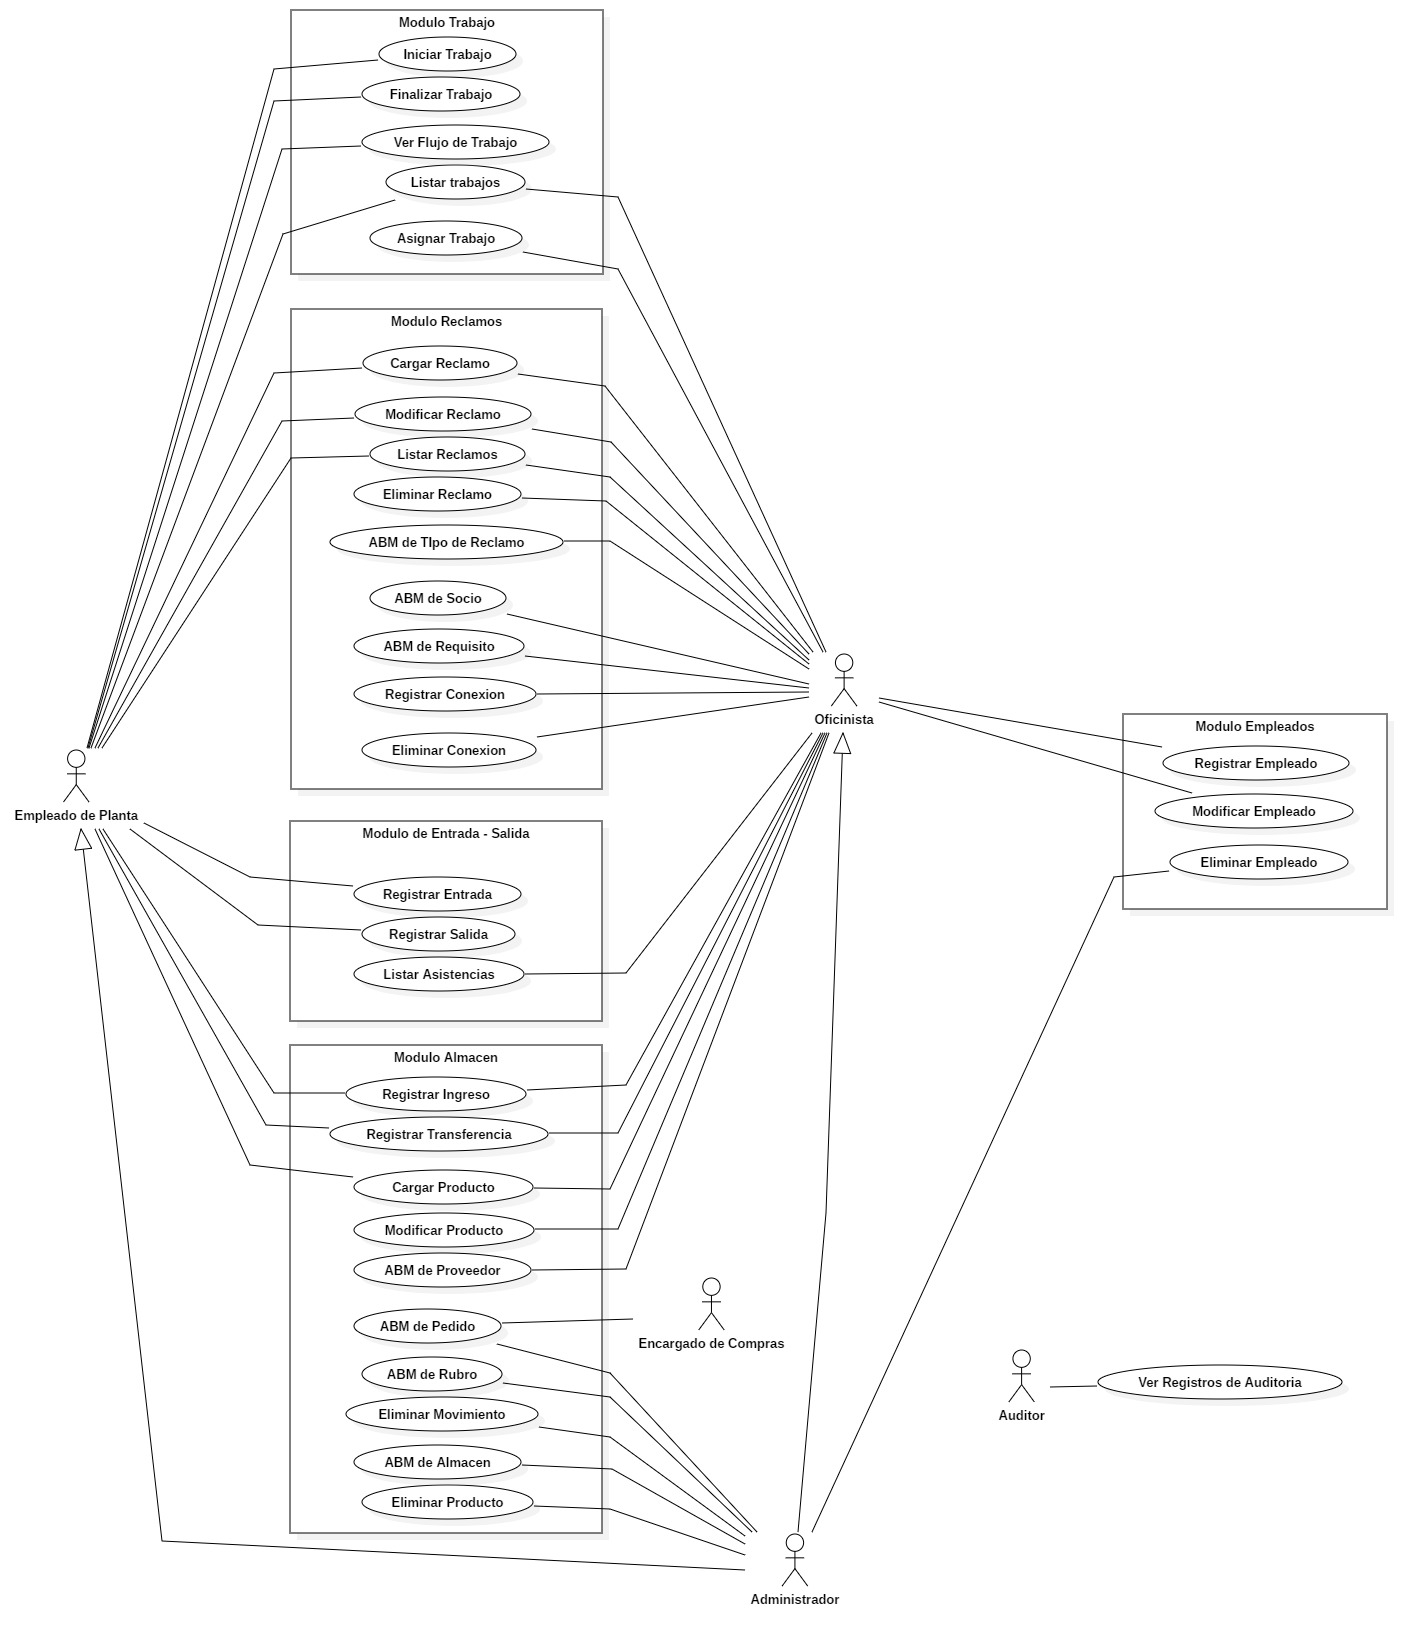 Modulo Trabajo
Iniciar Trabajo
Finalizar Trabajo
Ver Flujo de Trabajo
Listar trabajos
Asignar Trabajo
Modulo Reclamos
Cargar Reclamo
Modificar Reclamo
Listar Reclamos
Eliminar Reclamo
ABM de TIpo de Reclamo
ABM de Socio
ABM de Requisito
Registrar Conexion
Eliminar Conexion
Oficinista
Modulo Empleados
Registrar Empleado
Modificar Empleado
Eliminar Empleado
Empleado de Planta
Modulo de Entrada - Salida
Registrar Entrada
Registrar Salida
Listar Asistencias
Modulo Almacen
Registrar Ingreso
Registrar Transferencia
Cargar Producto
Modificar Producto
ABM de Proveedor
ABM de Pedido
ABM de Rubro
Eliminar Movimiento
ABM de Almacen
Eliminar Producto
Encargado de Compras
Auditor
Ver Registros de Auditoria
Administrador